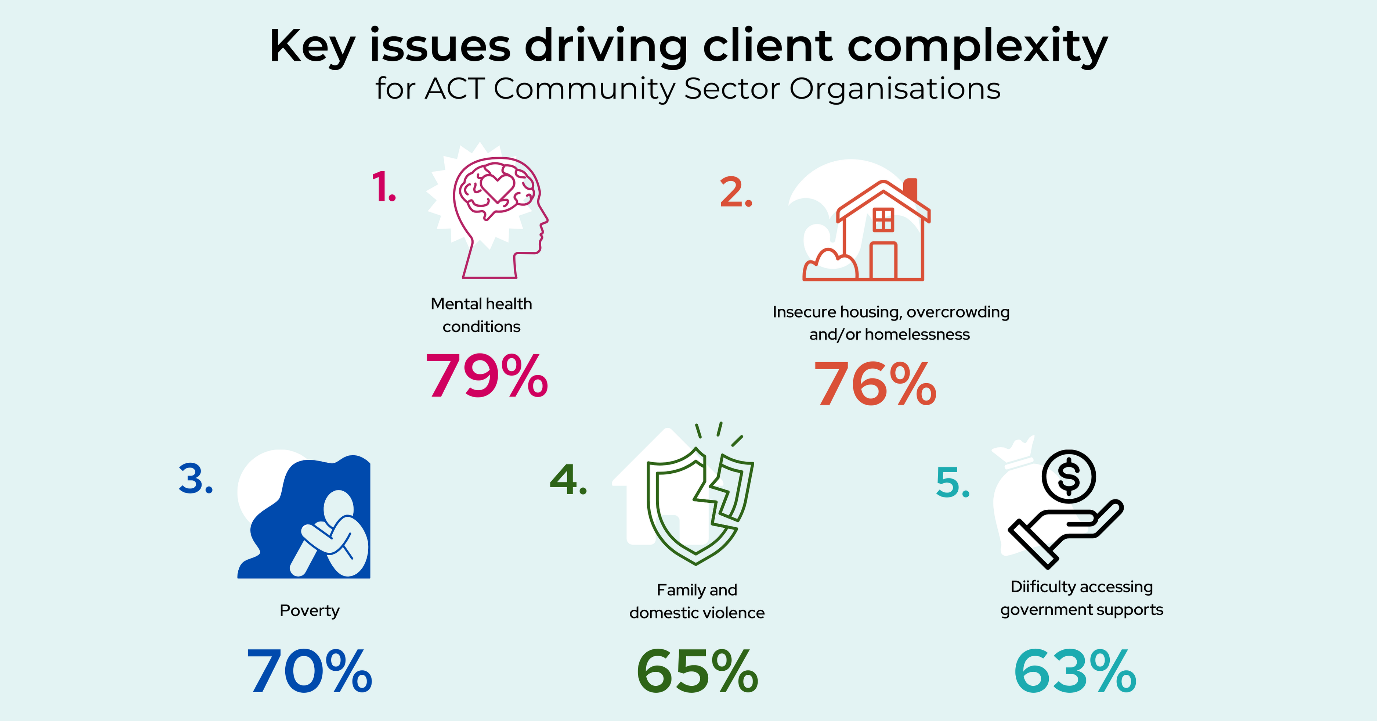 Key issues driving client complexity
for ACT Community Sector Organisations
1.
Mental health
conditions
79%
2.
Insecure housing, overcrowding
and/or homelessness
76%
3.
Poverty
70%
4.
Family and
domestic violence
65%
5.
$
Diificulty accessing
government supports
63%